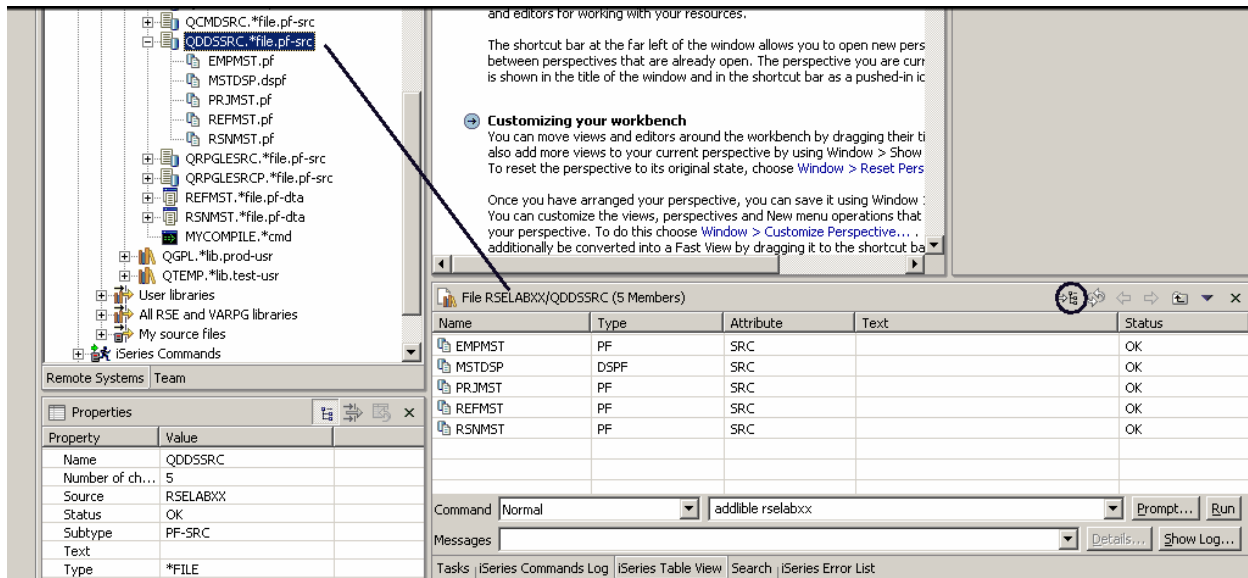 QCMDSRC.*file.pf-src
QDDSSRC.*file.pf-src
EMPMST.pf
MSTDSP.dspf
PRJMST.pf
REFMST.pf
RSNMST.pf
QRPGLESRC.*file.pf-src
QRPGLESRCP.*file.pf-src
REFMST.*file.pf-dta
RSNMST.*file.pf-dta
MYCOMPILE.*cmd
QGPL.*lib.prod-usr
QTEMP.*lib.test-usr
User libraries
All RSE and VARPG libraries
My source files
iSeries Commands
Remote Systems Team
Properties
Property Value
Name QDDSSRC
Number of ch... 5
Source RSELABXX
Status OK
Subtype PF-SRC
Text
Type *FILE
and editors for working with your resources.
The shortcut bar at the far left of the window allows you to open new pers
between perspectives that are already open. The perspective you are curr
is shown in the title of the window and in the shortcut bar as a pushed-in ic
Customizing your workbench
You can move views and editors around the workbench by dragging their ti
also add more views to your current perspective by using Window > Show
To reset the perspective to its original state, choose Window > Reset Pers
Once you have arranged your perspective, you can save it using Window
You can customize the views, perspectives and New menu operations that
your perspective. To do this choose Window > Customize Perspective... .
additionally be converted into a Fast View by dragging it to the shortcut ba
File RSELABXX/QDDSSRC (5 Members)
Name Type Attribute Text Status
EMPMST PF SRC OK
MSTDSP DSPF SRC OK
PRJMST PF SRC OK
REFMST PF SRC OK
RSNMST PF SRC OK
Command Normal addlible rselabxx Prompt... Run
Messages Details... Show Log...
Tasks iSeries Commands Log iSeries Table View Search iSeries Error List